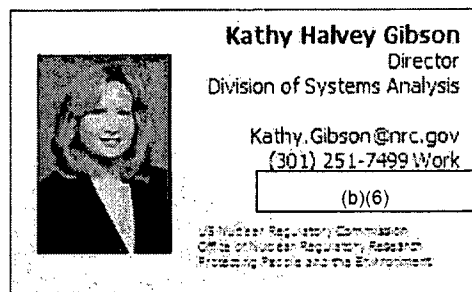 Kathy Halvey Gibson
Director
Division of Systems Analysis
Kathy.Gibson@nrc.gov
(301) 251-7499 Work
(b)(6)
US Nuclear Regulatory Commission
Office of Nuclear Regulatory Research
Protecting People and the Environment